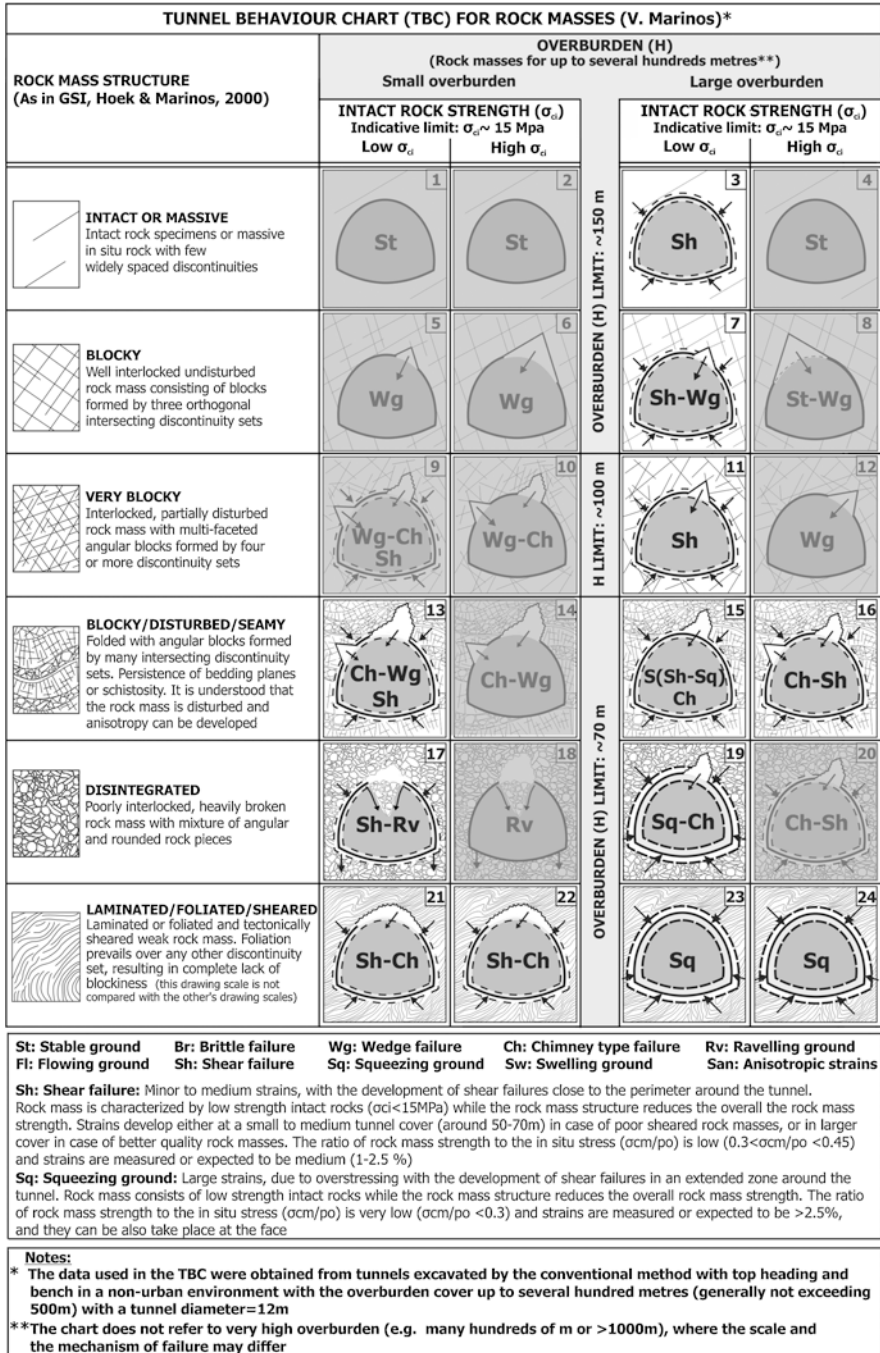 TUNNEL BEHAVIOUR CHART (TBC) FOR ROCK MASSES (V. Marinos)*
ROCK MASS STRUCTURE
(As in GSI, Hoek & Marinos, 2000)
OVERBURDEN (H)
(Rock masses for up to several hundreds metres**)
Small overburden
Large overburden
INTACT ROCK STRENGTH (σci)
Indicative limit: σci~ 15 Mpa
Low σci
High σci
INTACT ROCK STRENGTH (σci)
Indicative limit: σci~ 15 Mpa
Low σci
High σci
OVERBURDEN (H) LIMIT: ~150 m
H LIMIT: ~100 m
OVERBURDEN (H) LIMIT: ~70 m
INTACT OR MASSIVE
Intact rock specimens or massive
in situ rock with few
widely spaced discontinuities
1
St
2
St
3
Sh
4
St
BLOCKY
Well interlocked undisturbed
rock mass consisting of blocks
formed by three orthogonal
intersecting discontinuity sets
5
Wg
6
Wg
7
Sh-Wg
8
St-Wg
VERY BLOCKY
Interlocked, partially disturbed
rock mass with multi-faceted
angular blocks formed by four
or more discontinuity sets
9
Wg-Ch
Sh
10
Wg-Ch
11
Sh
12
Wg
BLOCKY/DISTURBED/SEAMY
Folded with angular blocks formed
by many intersecting discontinuity
sets. Persistence of bedding planes
or schistosity. It is understood that
the rock mass is disturbed and
anisotropy can be developed
13
Ch-Wg
Sh
14
Ch-Wg
15
S(Sh-Sq)
Ch
16
Ch-Sh
DISINTEGRATED
Poorly interlocked, heavily broken
rock mass with mixture of angular
and rounded rock pieces
17
Sh-Rv
18
Rv
19
Sq-Ch
20
Ch-Sh
LAMINATED/FOLIATED/SHEARED
Laminated or foliated and tectonically
sheared weak rock mass. Foliation
prevails over any other discontinuity
set, resulting in complete lack of
blockiness (this drawing scale is not
compared with the other's drawing scales)
21
Sh-Ch
22
Sh-Ch
23
Sq
24
Sq
St: Stable ground Br: Brittle failure Wg: Wedge failure Ch: Chimney type failure Rv: Ravelling ground
Fl: Flowing ground Sh: Shear failure Sq: Squeezing ground Sw: Swelling ground San: Anisotropic strains
Sh: Shear failure: Minor to medium strains, with the development of shear failures close to the perimeter around the tunnel.
Rock mass is characterized by low strength intact rocks (σci<15MPa) while the rock mass structure reduces the overall the rock mass
strength. Strains develop either at a small to medium tunnel cover (around 50-70m) in case of poor sheared rock masses, or in larger
cover in case of better quality rock masses. The ratio of rock mass strength to the in situ stress (σcm/po) is low (0.3<σcm/po <0.45)
and strains are measured or expected to be medium (1-2.5 %)
Sq: Squeezing ground: Large strains, due to overstressing with the development of shear failures in an extended zone around the
tunnel. Rock mass consists of low strength intact rocks while the rock mass structure reduces the overall rock mass strength. The ratio
of rock mass strength to the in situ stress (σcm/po) is very low (σcm/po <0.3) and strains are measured or expected to be >2.5%,
and they can be also take place at the face
Notes:
* The data used in the TBC were obtained from tunnels excavated by the conventional method with top heading and
bench in a non-urban environment with the overburden cover up to several hundred metres (generally not exceeding
500m) with a tunnel diameter=12m
**The chart does not refer to very high overburden (e.g. many hundreds of m or >1000m), where the scale and
the mechanism of failure may differ